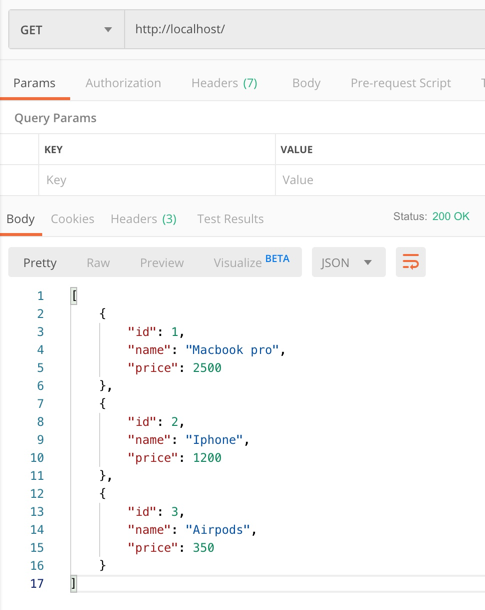 GET http://localhost/
Params Authorization Headers (7) Body Pre-request Script
Query Params
KEY VALUE
Key Value
Body Cookies Headers (3) Test Results Status: 200 OK
Pretty Raw Preview Visualize BETA JSON
1 [
2 {
3 "id": 1,
4 "name": "Macbook pro",
5 "price": 2500
6 },
7 {
8 "id": 2,
9 "name": "Iphone",
10 "price": 1200
11 },
12 {
13 "id": 3,
14 "name": "Airpods",
15 "price": 350
16 }
17 ]